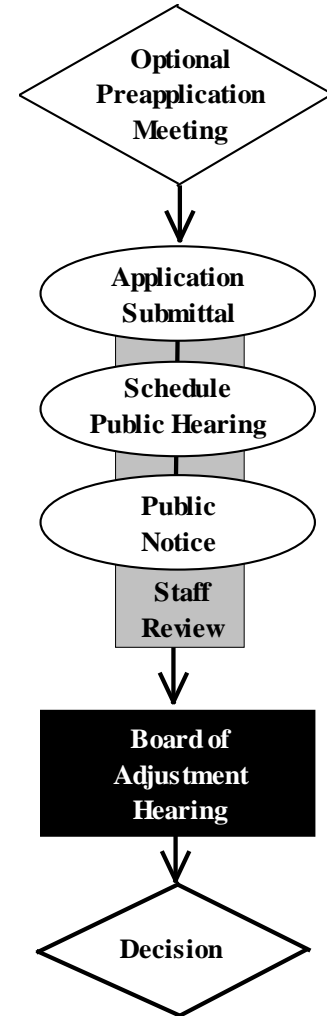 Optional
Preapplication
Meeting
Application
Submittal
Schedule
Public Hearing
Public
Notice
Staff
Review
Board of
Adjustment
Hearing
Decision